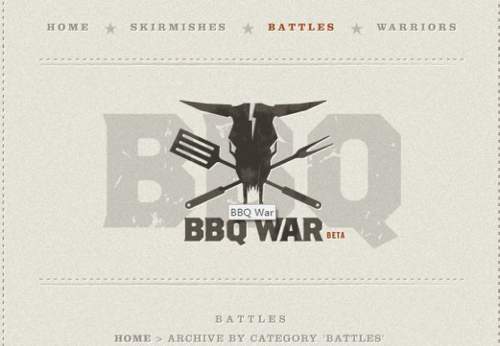 HOME ★ SKIRMISHES ★ BATTLES ★ WARRIORS
BBQ
BBQ War
BBQ WAR BETA
BATTLES
HOME > ARCHIVE BY CATEGORY 'BATTLES'